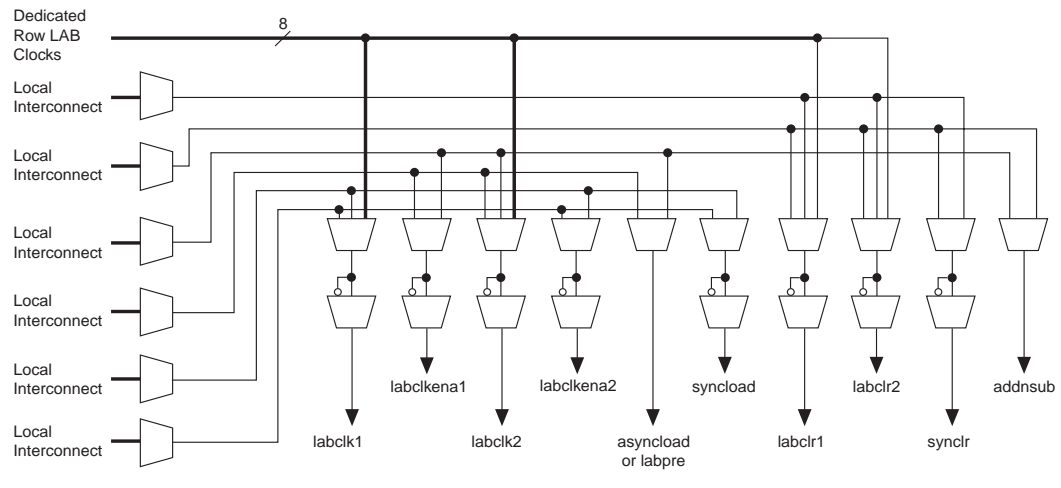 Dedicated
Row LAB
Clocks
8
Local
Interconnect
Local
Interconnect
Local
Interconnect
Local
Interconnect
Local
Interconnect
Local
Interconnect
labclkena1
labclkena2
syncload
labclr2
addnsub
labclk1
labclk2
asyncload
or labpre
labclr1
synclr